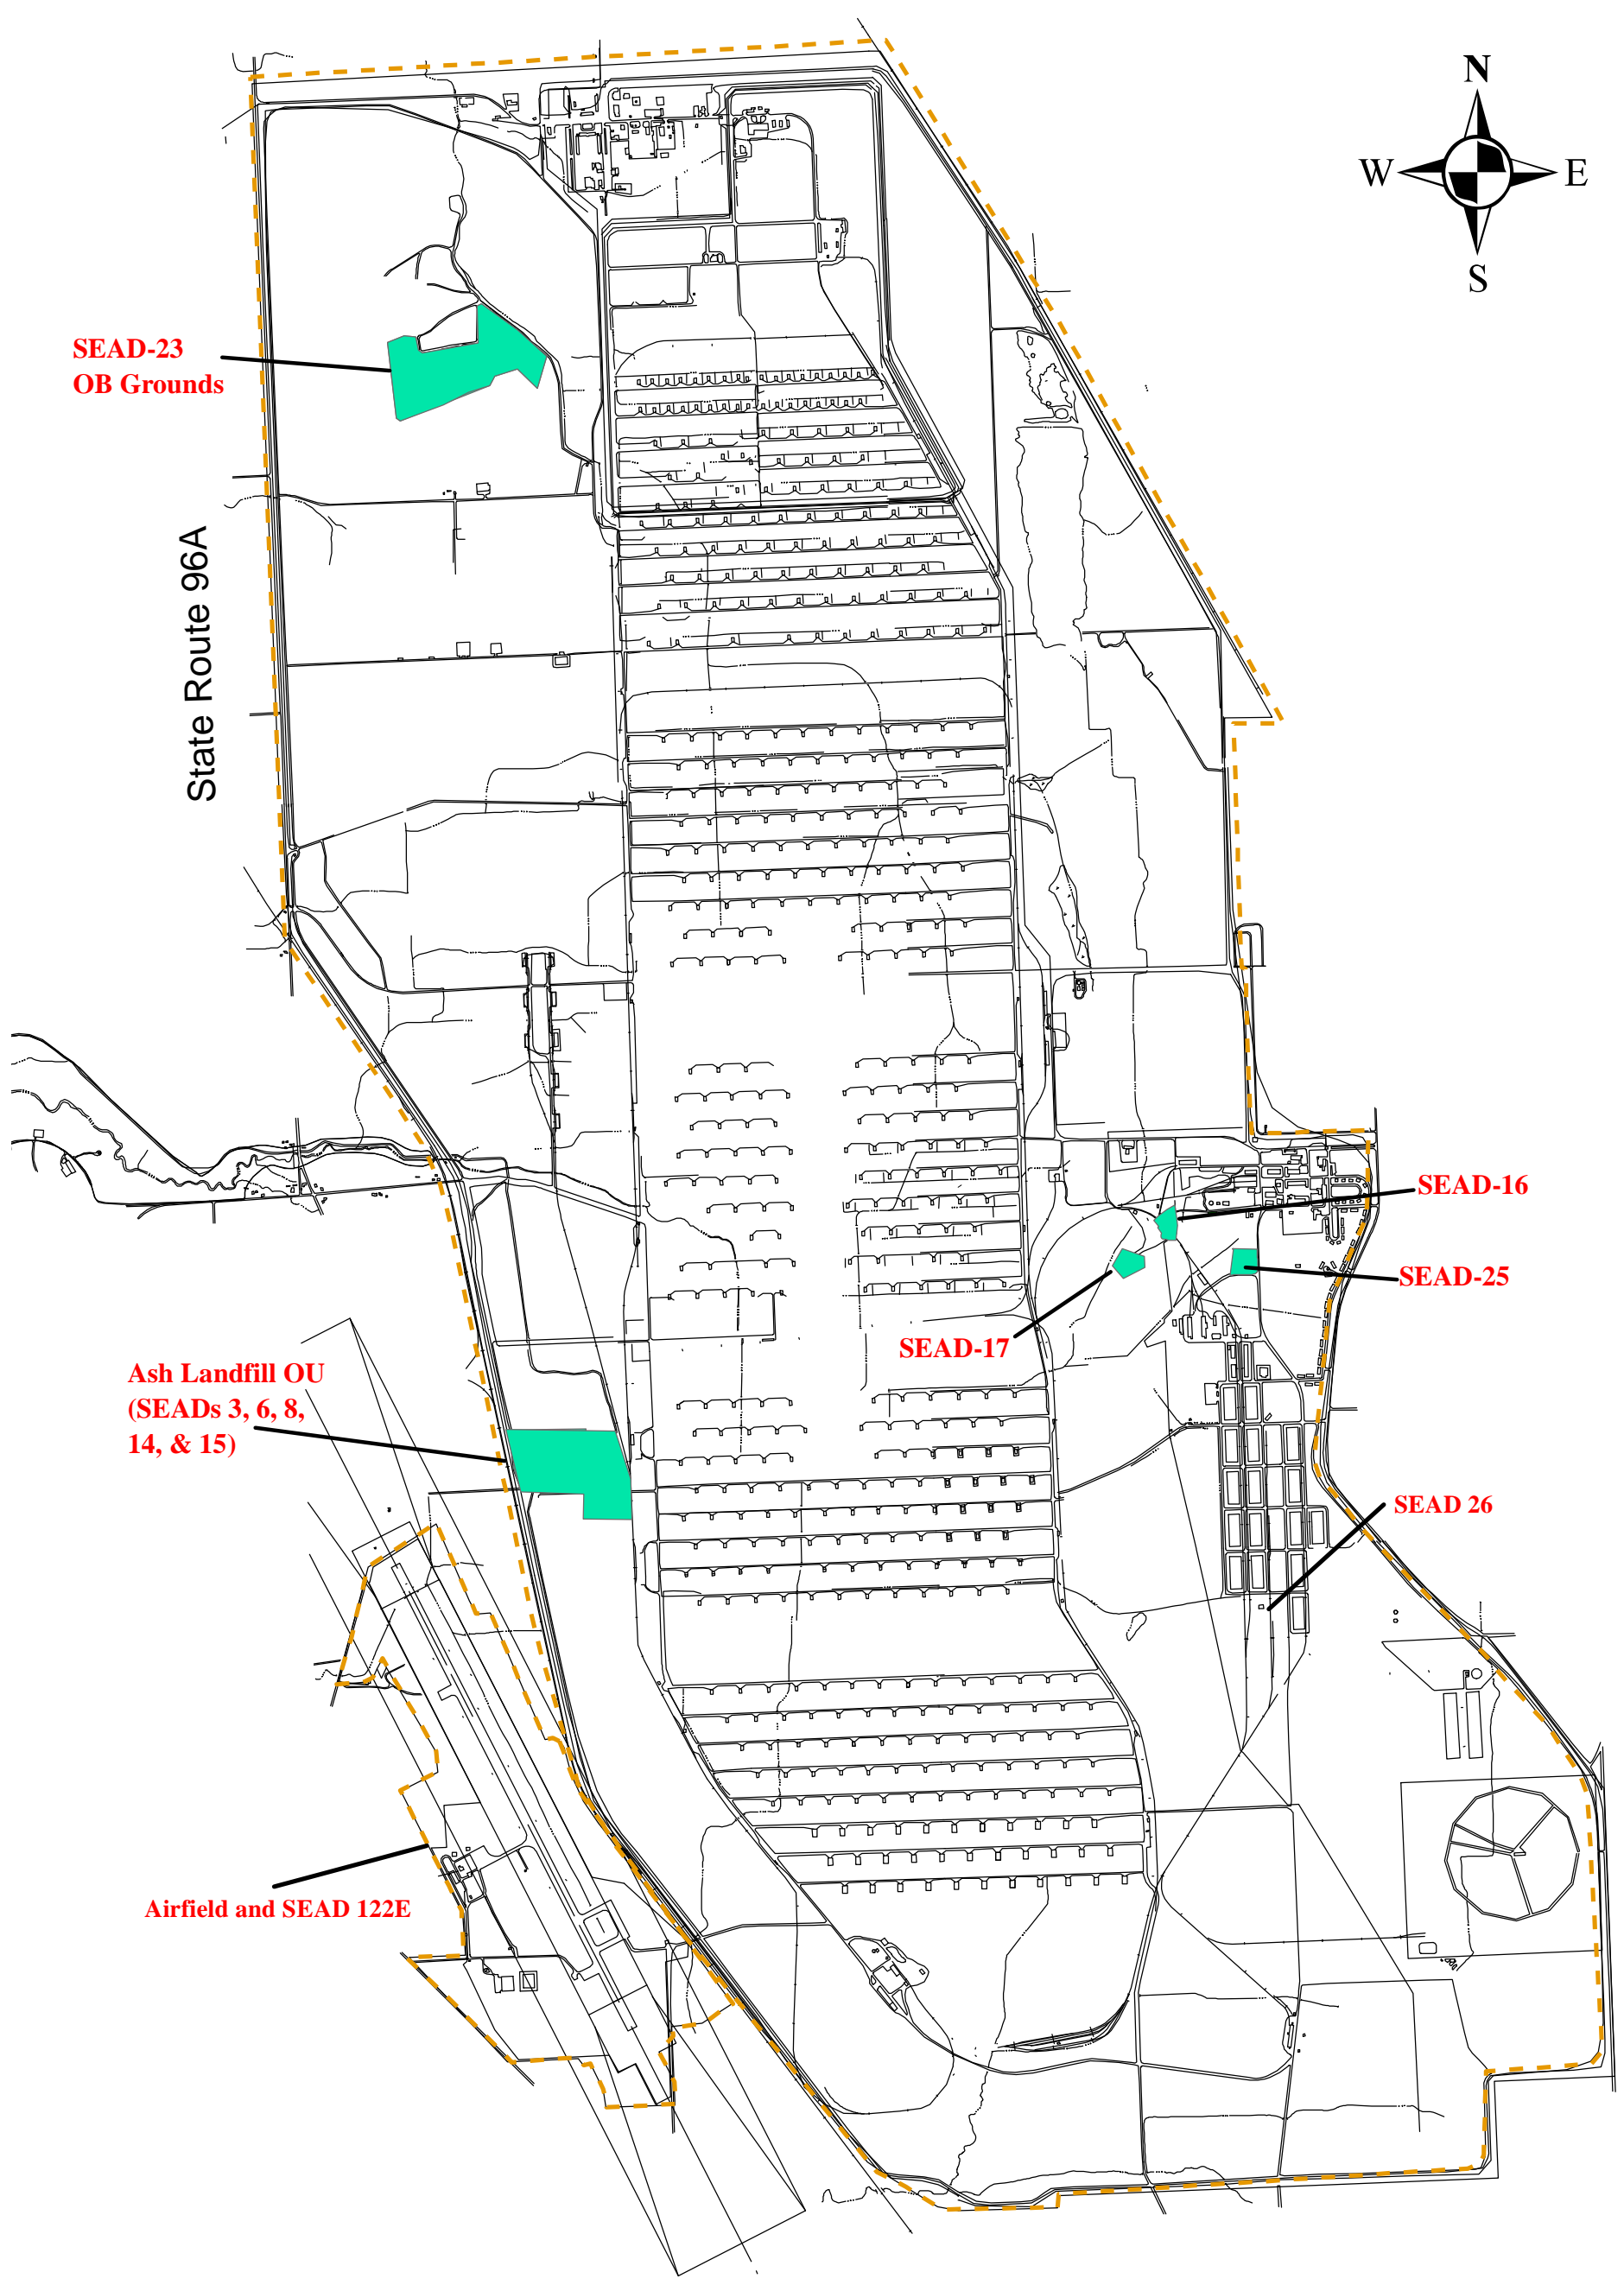 N
W
E
S
SEAD-23
OB Grounds
State Route 96A
SEAD-16
SEAD-25
SEAD-17
Ash Landfill OU
(SEADs 3, 6, 8,
14, & 15)
SEAD 26
Airfield and SEAD 122E